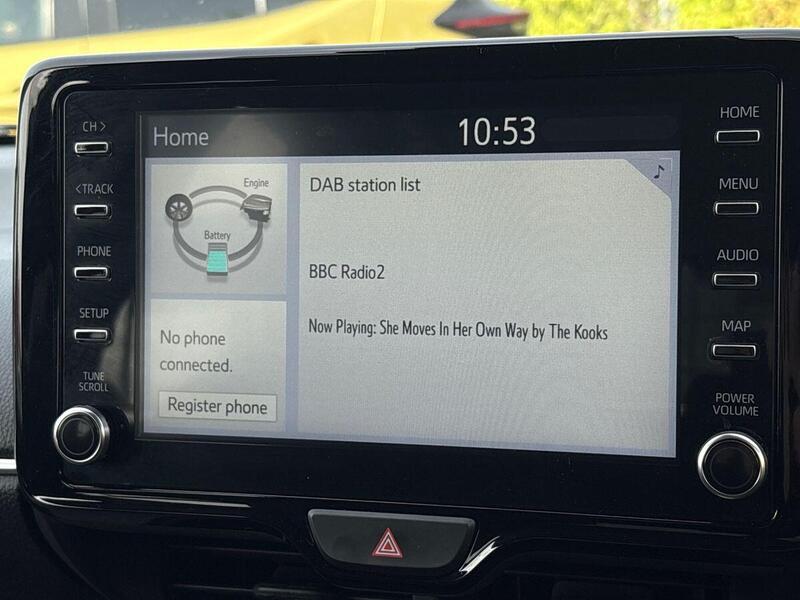 CH >
< TRACK
PHONE
SETUP
TUNE
SCROLL
Home
10:53
Engine
Battery
No phone
connected.
Register phone
DAB station list
BBC Radio2
Now Playing: She Moves In Her Own Way by The Kooks
HOME
MENU
AUDIO
MAP
POWER
VOLUME